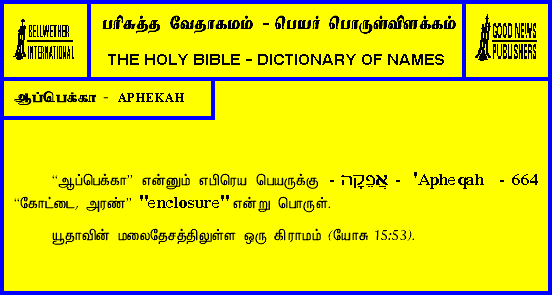 BELLWETHER
INTERNATIONAL
பரிசுத்த வேதாகமம் - பெயர் பொருள்விளக்கம்
THE HOLY BIBLE - DICTIONARY OF NAMES
GOOD NEWS
PUBLISHERS
ஆப்பெக்கா - APHEKAH
“ஆப்பெக்கா” என்னும் எபிரெய பெயருக்கு - אֲפֵקָה - 'Apheqah - 664
“கோட்டை, அரண்” "enclosure" என்று பொருள்.
யூதாவின் மலைதேசத்திலுள்ள ஒரு கிராமம் (யோசு 15:53).